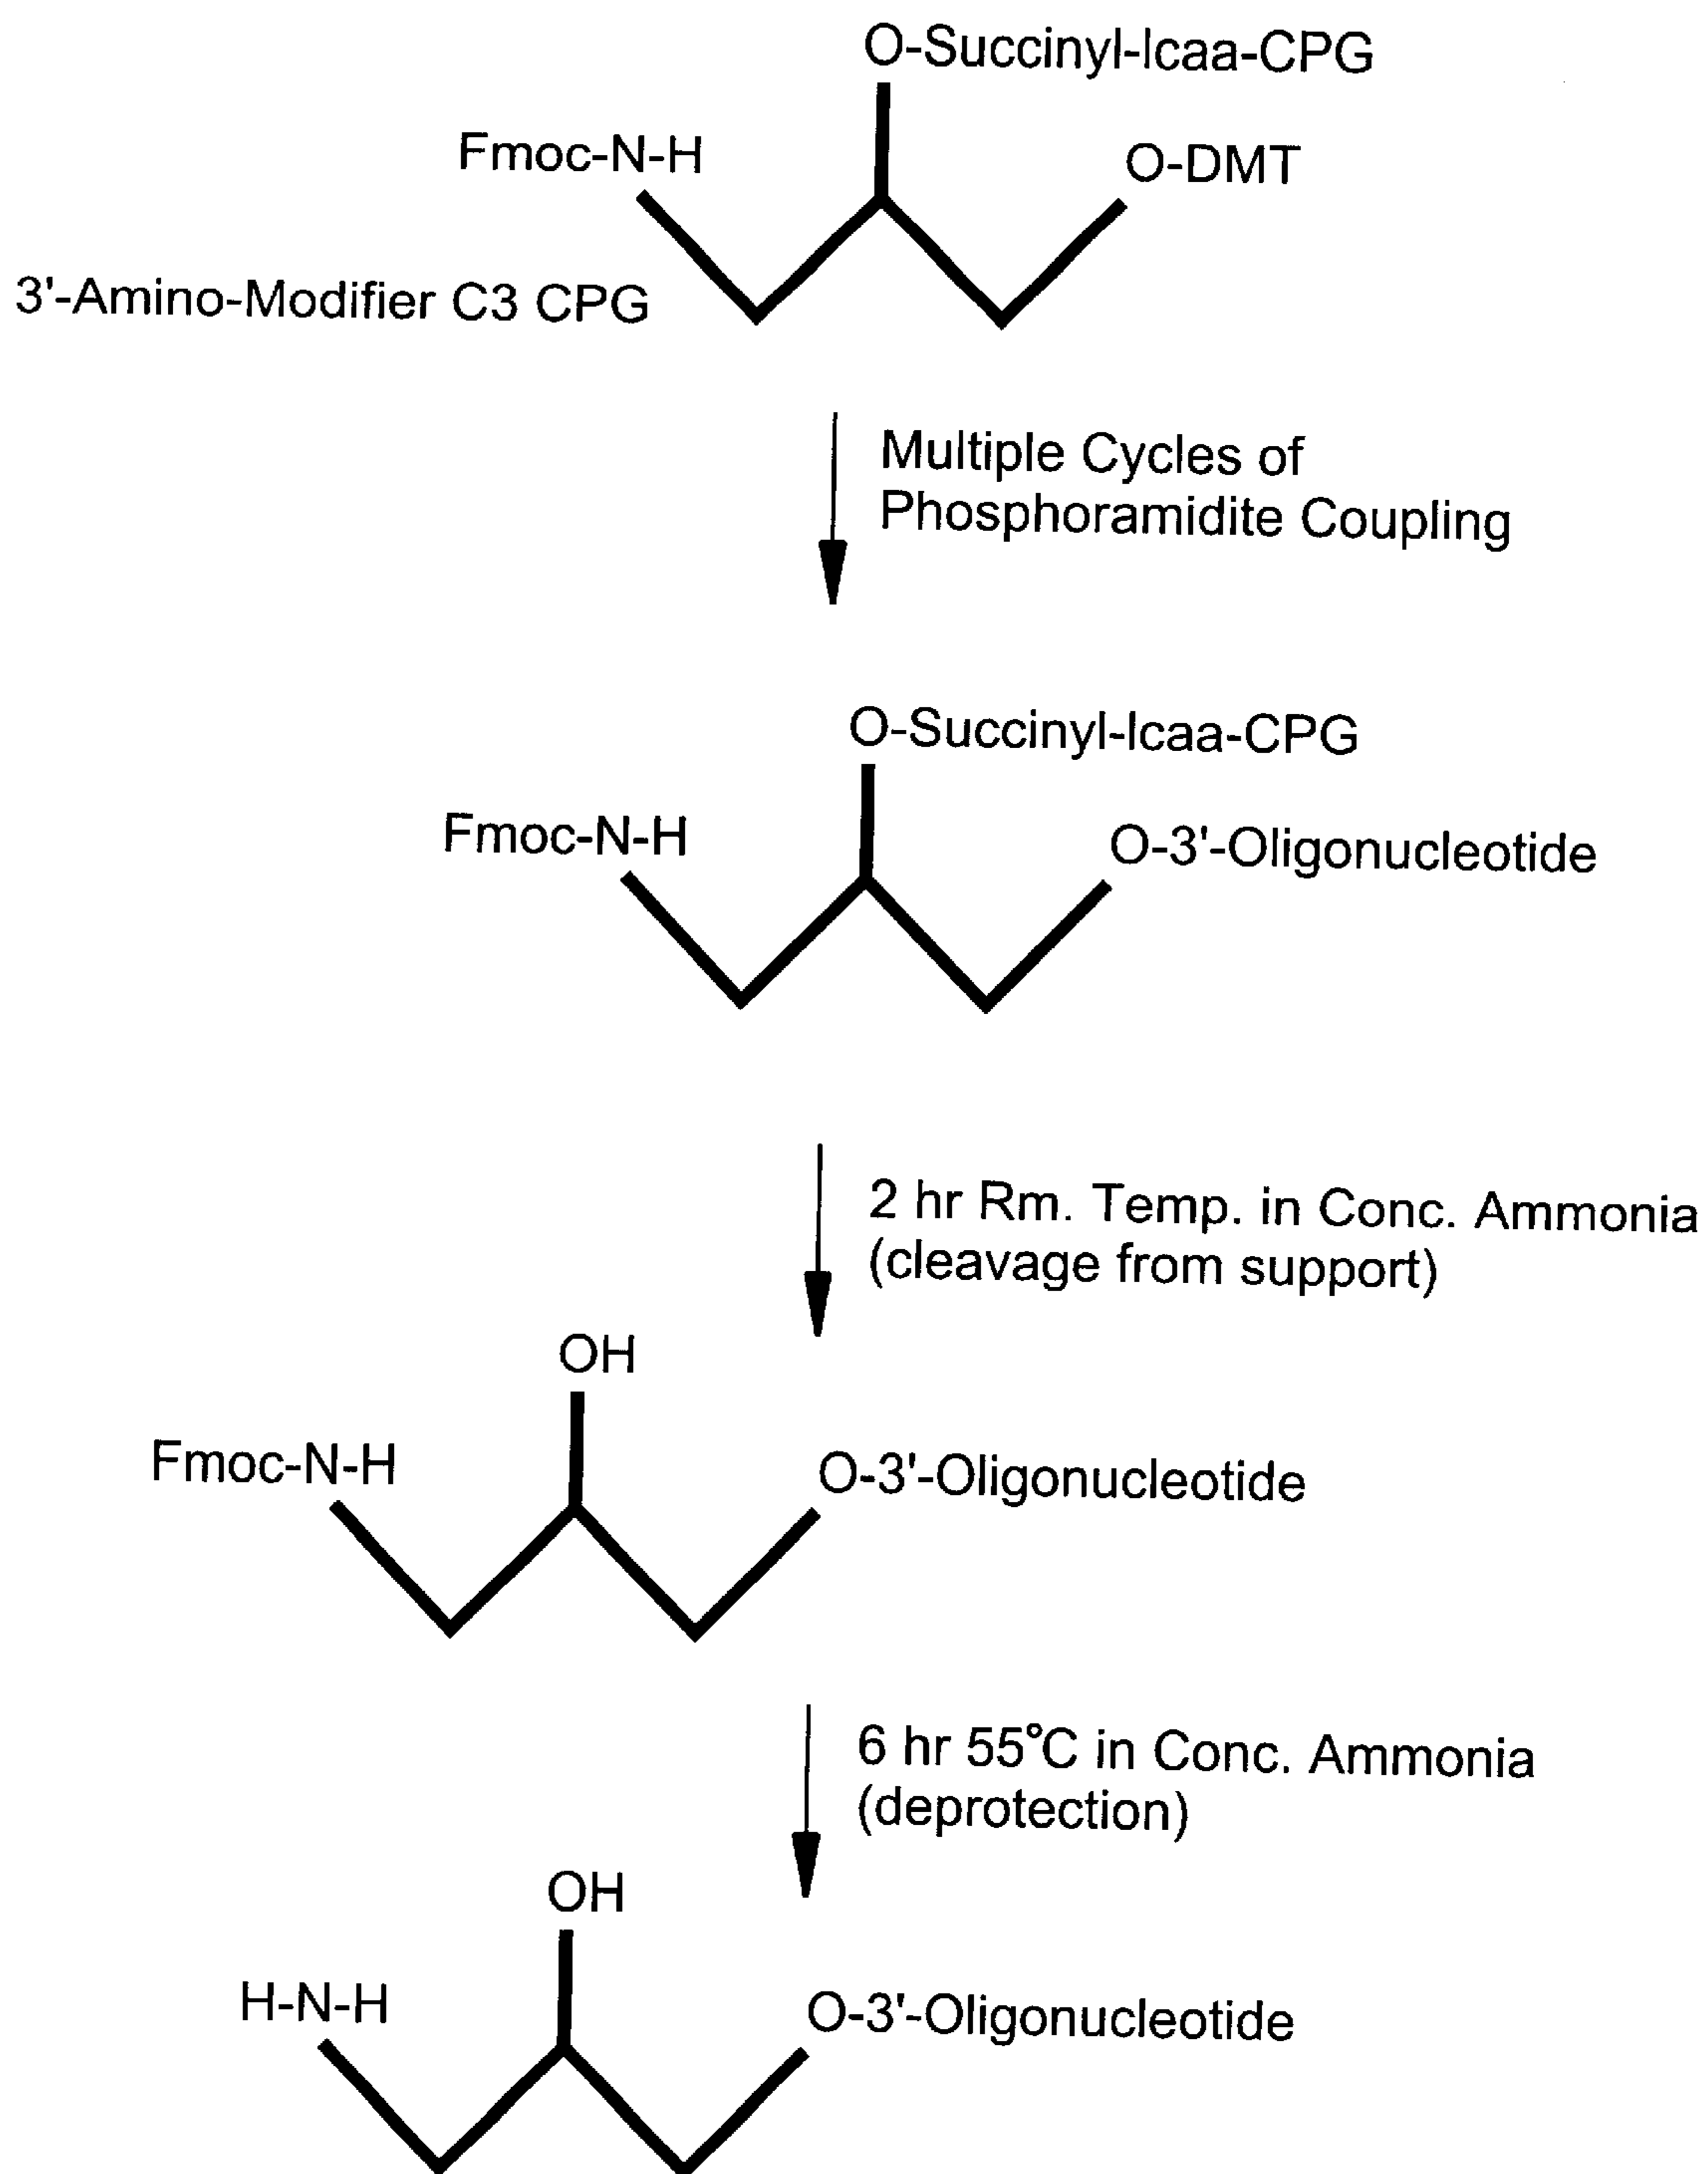 O-Succinyl-lcaa-CPG
Fmoc-N-H
O-DMT
3'-Amino-Modifier C3 CPG
Multiple Cycles of
Phosphoramidite Coupling
O-Succinyl-lcaa-CPG
Fmoc-N-H
O-3'-Oligonucleotide
2 hr Rm. Temp. in Conc. Ammonia
(cleavage from support)
OH
Fmoc-N-H
O-3'-Oligonucleotide
6 hr 55°C in Conc. Ammonia
(deprotection)
OH
H-N-H
O-3'-Oligonucleotide